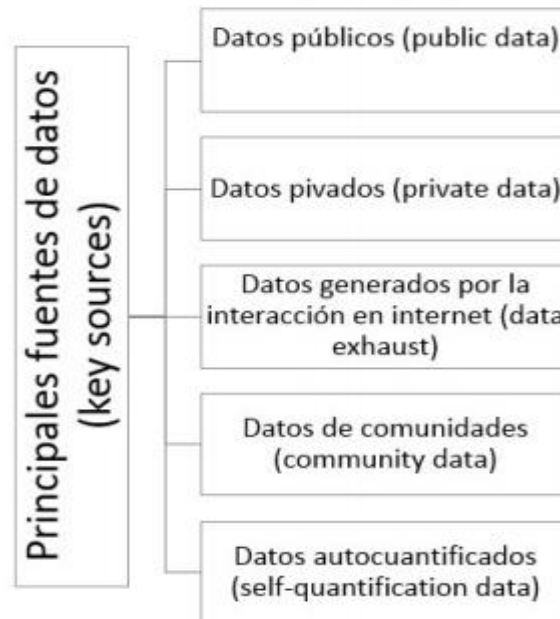 Principales fuentes de datos
(key sources)
Datos públicos (public data)
Datos pivados (private data)
Datos generados por la
interacción en internet (data
exhaust)
Datos de comunidades
(community data)
Datos autocuantificados
(self-quantification data)